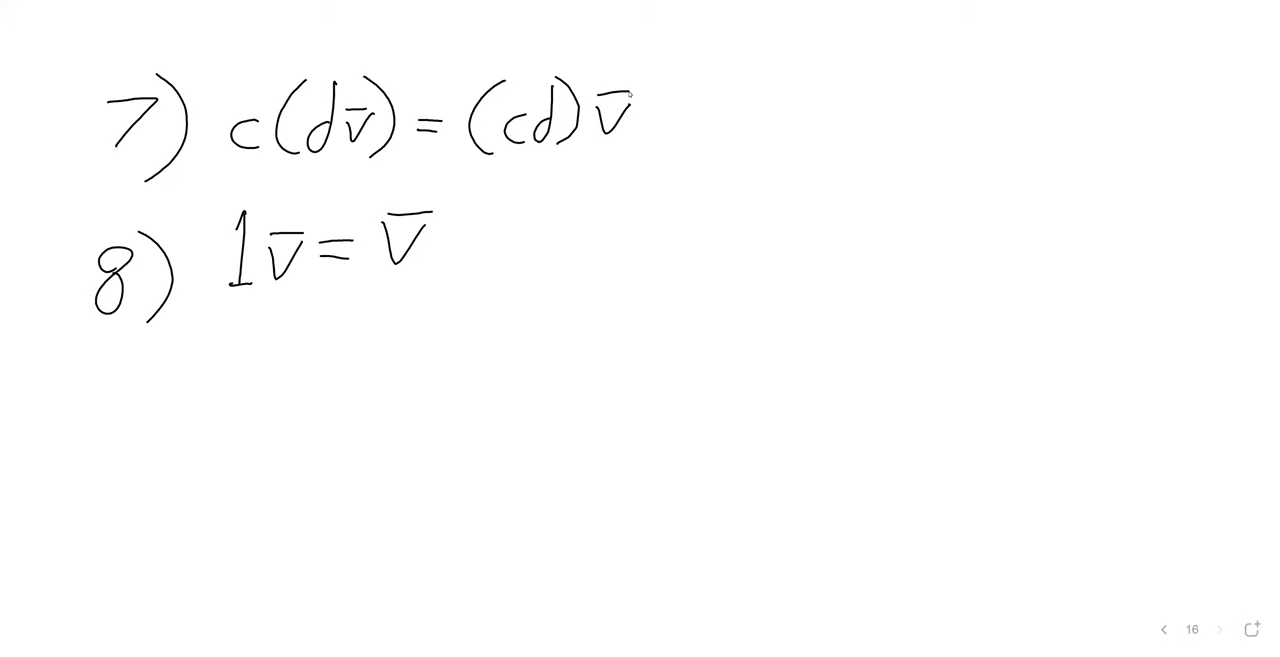 7) c(dv̄) = (cd)v̄
8) 1v̄ = v̄
16